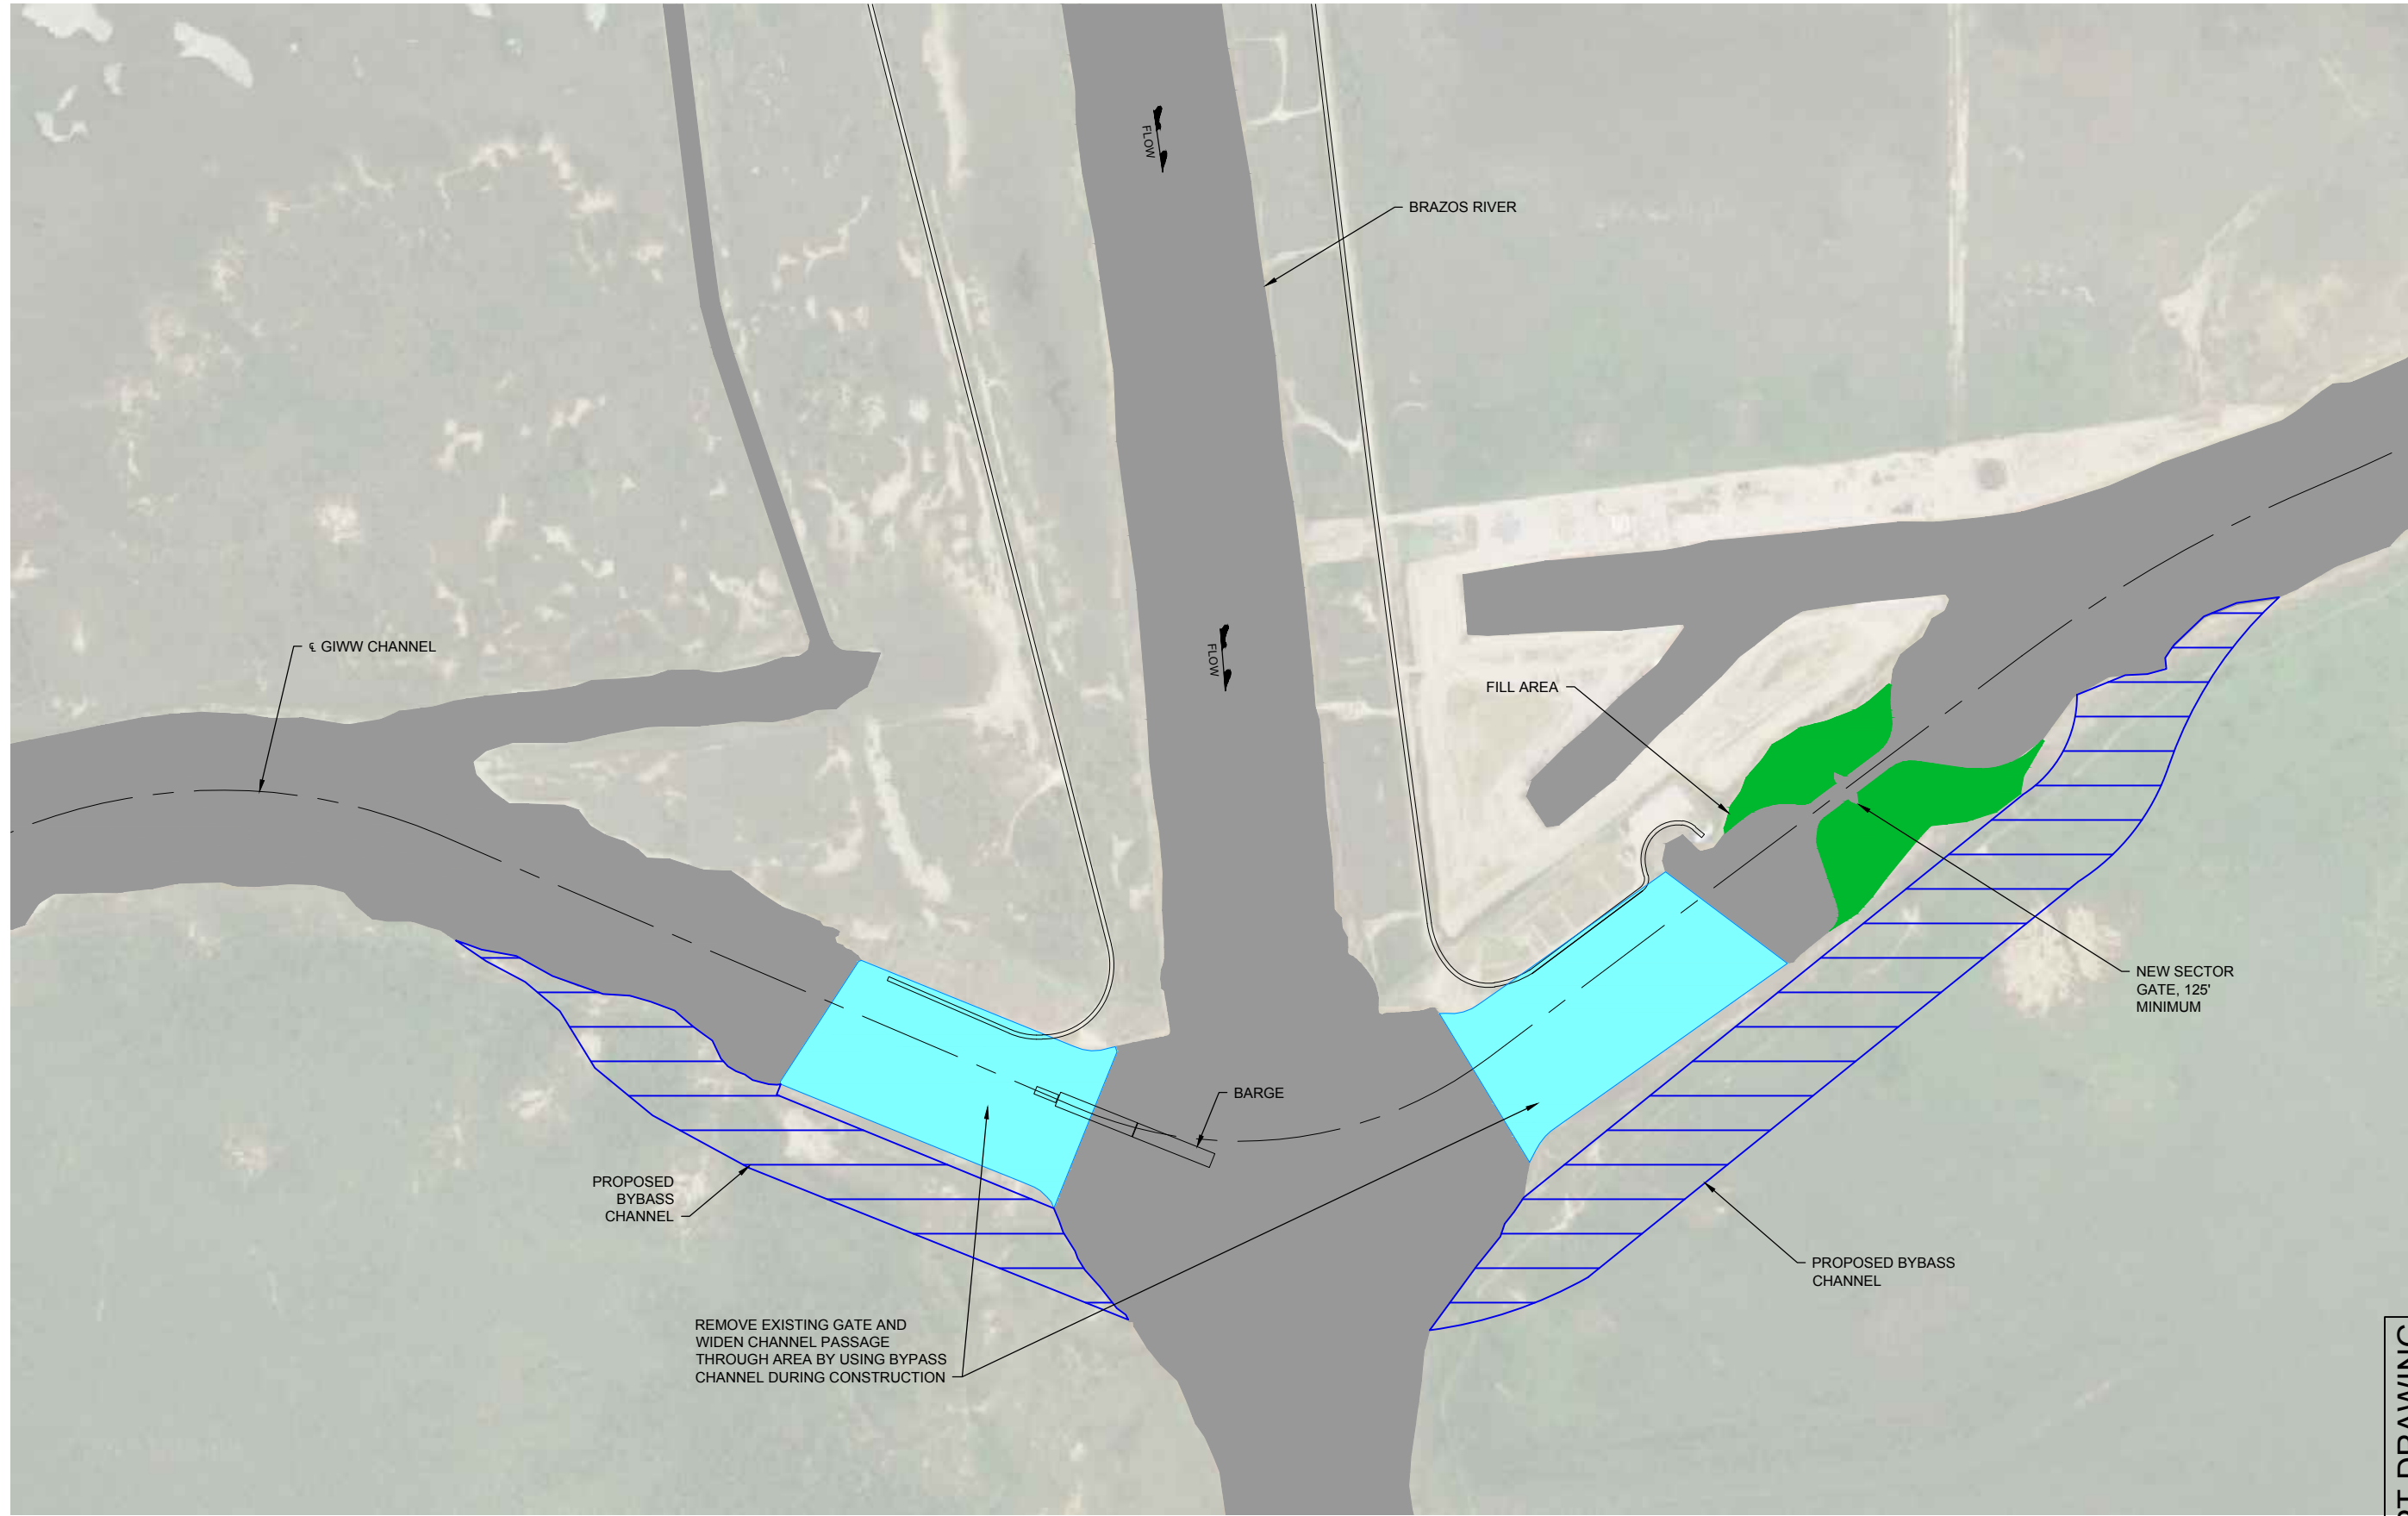 FLOW
BRAZOS RIVER
FLOW
℄ GIWW CHANNEL
FILL AREA
NEW SECTOR
GATE, 125'
MINIMUM
BARGE
PROPOSED
BYBASS
CHANNEL
PROPOSED BYBASS
CHANNEL
REMOVE EXISTING GATE AND
WIDEN CHANNEL PASSAGE
THROUGH AREA BY USING BYPASS
CHANNEL DURING CONSTRUCTION
DRAWING